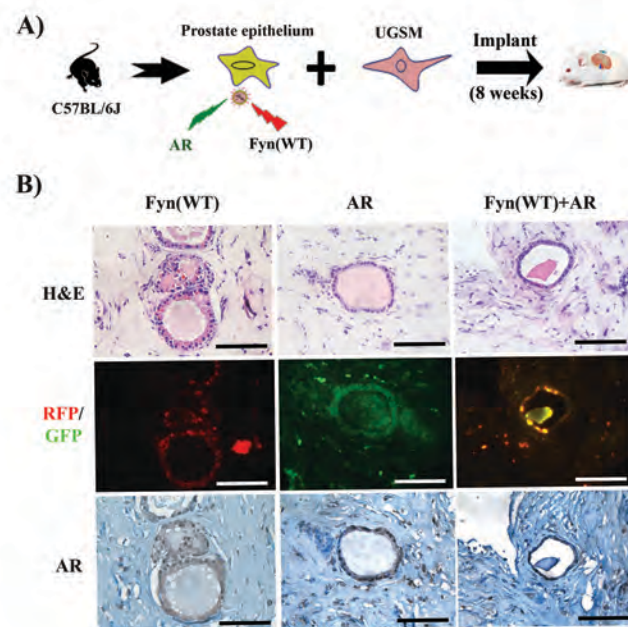 A)
Prostate epithelium
UGSM
Implant
(8 weeks)
C57BL/6J
AR
Fyn(WT)
B)
Fyn(WT)
AR
Fyn(WT)+AR
H&E
RFP/
GFP
AR